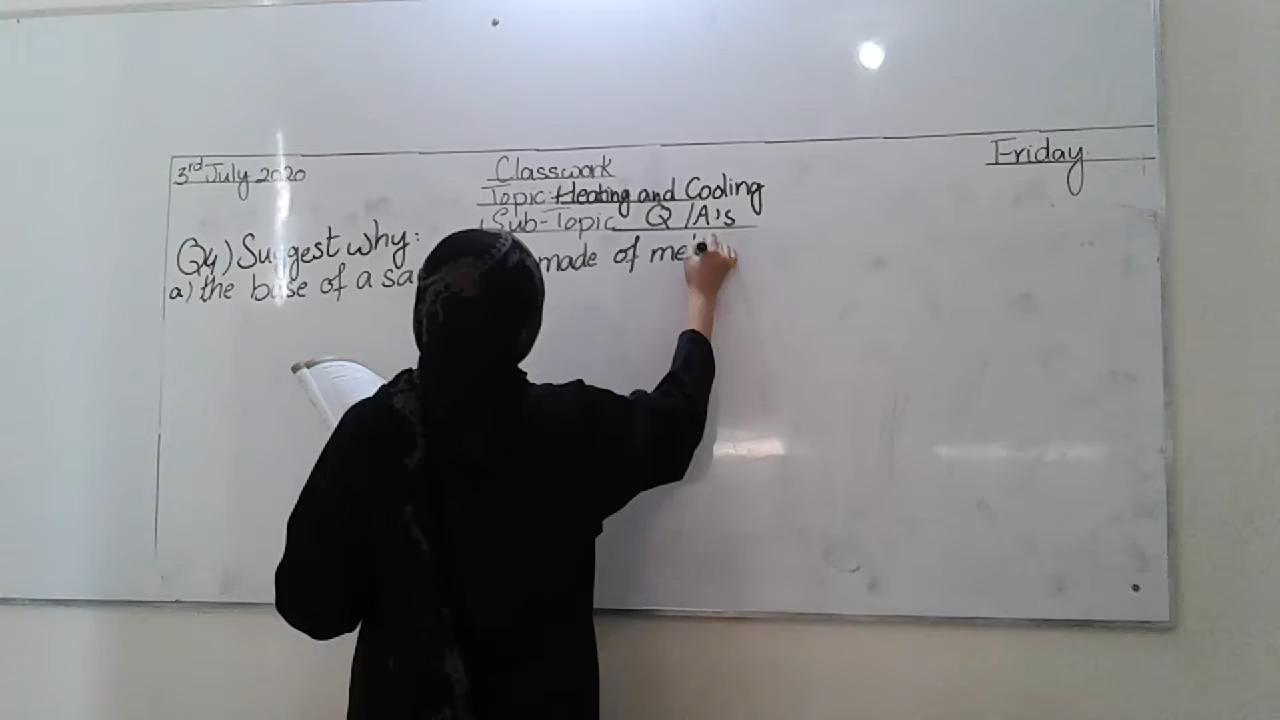 3rd July 2020
Classwork
Friday
Topic: Heating and Cooling
Sub-Topic Q/A's
Q4) Suggest why:
a) the base of a made of